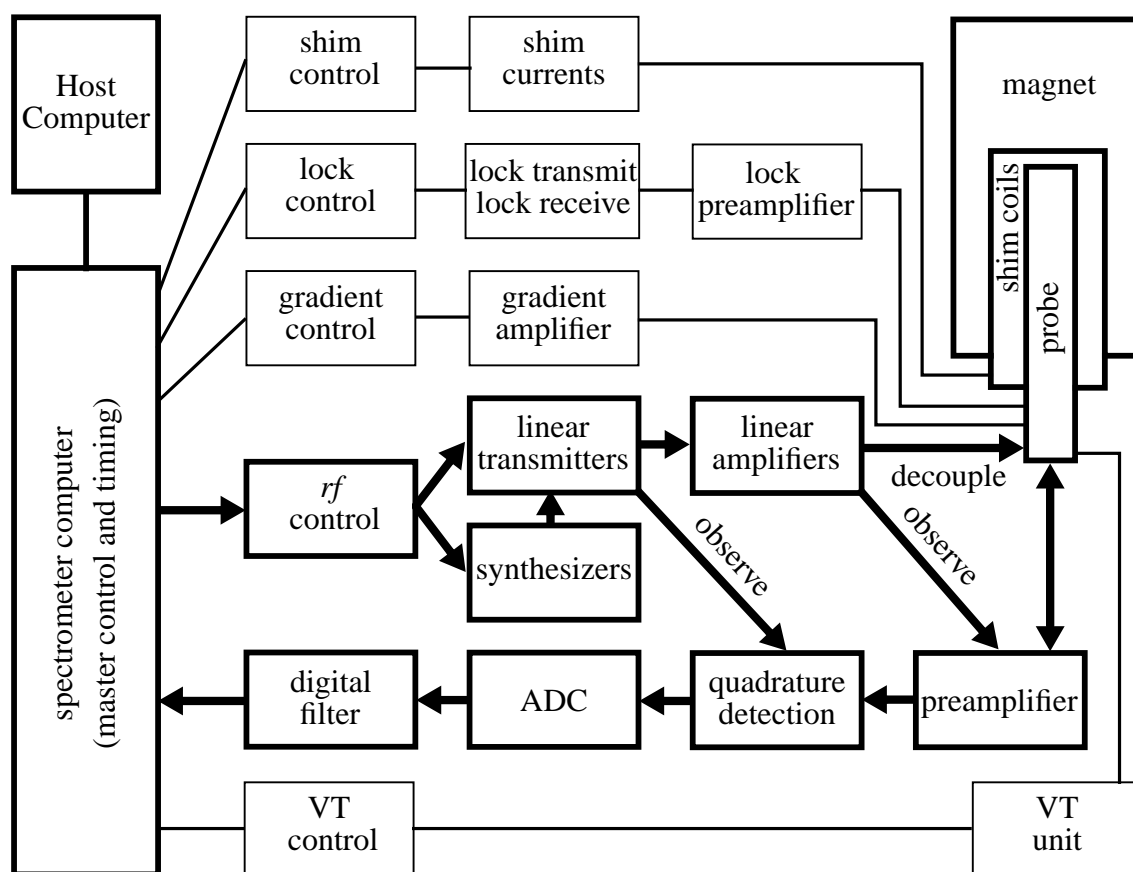 Host
Computer
shim
control
shim
currents
magnet
lock
control
lock transmit
lock receive
lock
preamplifier
shim coils
probe
gradient
control
gradient
amplifier
spectrometer computer
(master control and timing)
rf
control
linear
transmitters
linear
amplifiers
decouple
synthesizers
observe
observe
digital
filter
ADC
quadrature
detection
preamplifier
VT
control
VT
unit